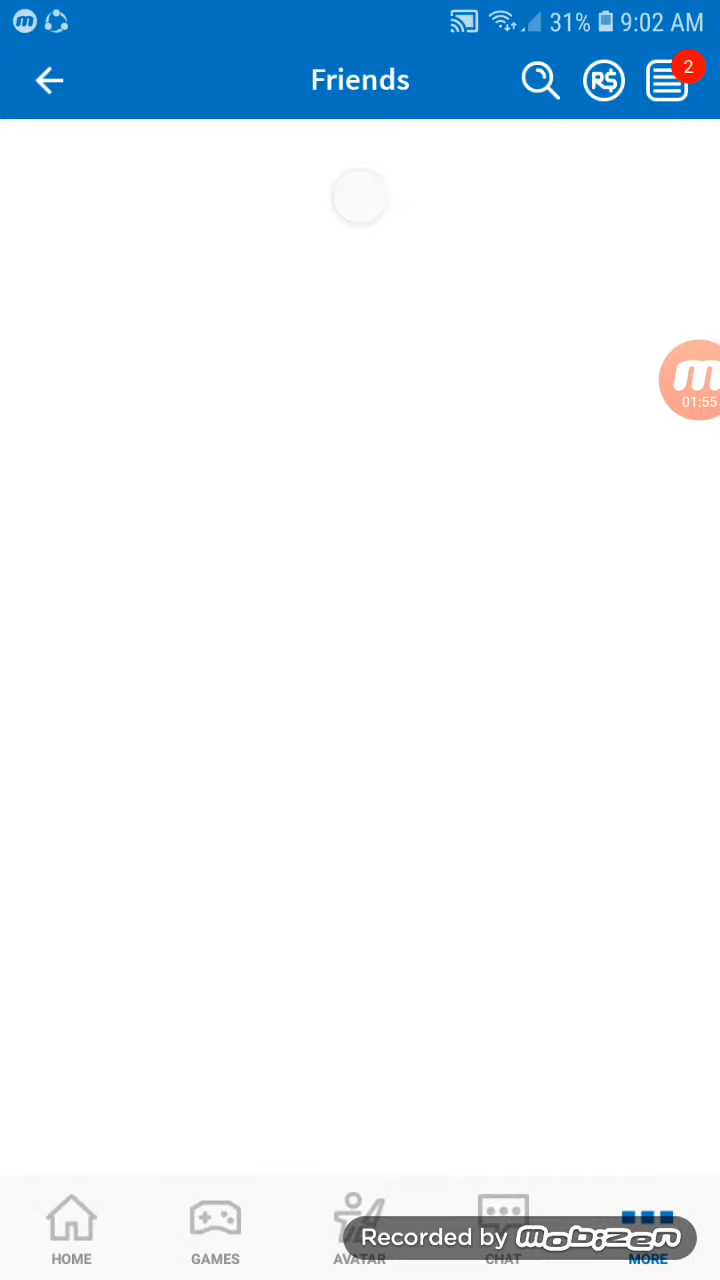 m 31% 9:02 AM
Friends
R$
2
m
01:55
HOME GAMES AVATAR CHAT MORE
Recorded by mobizen